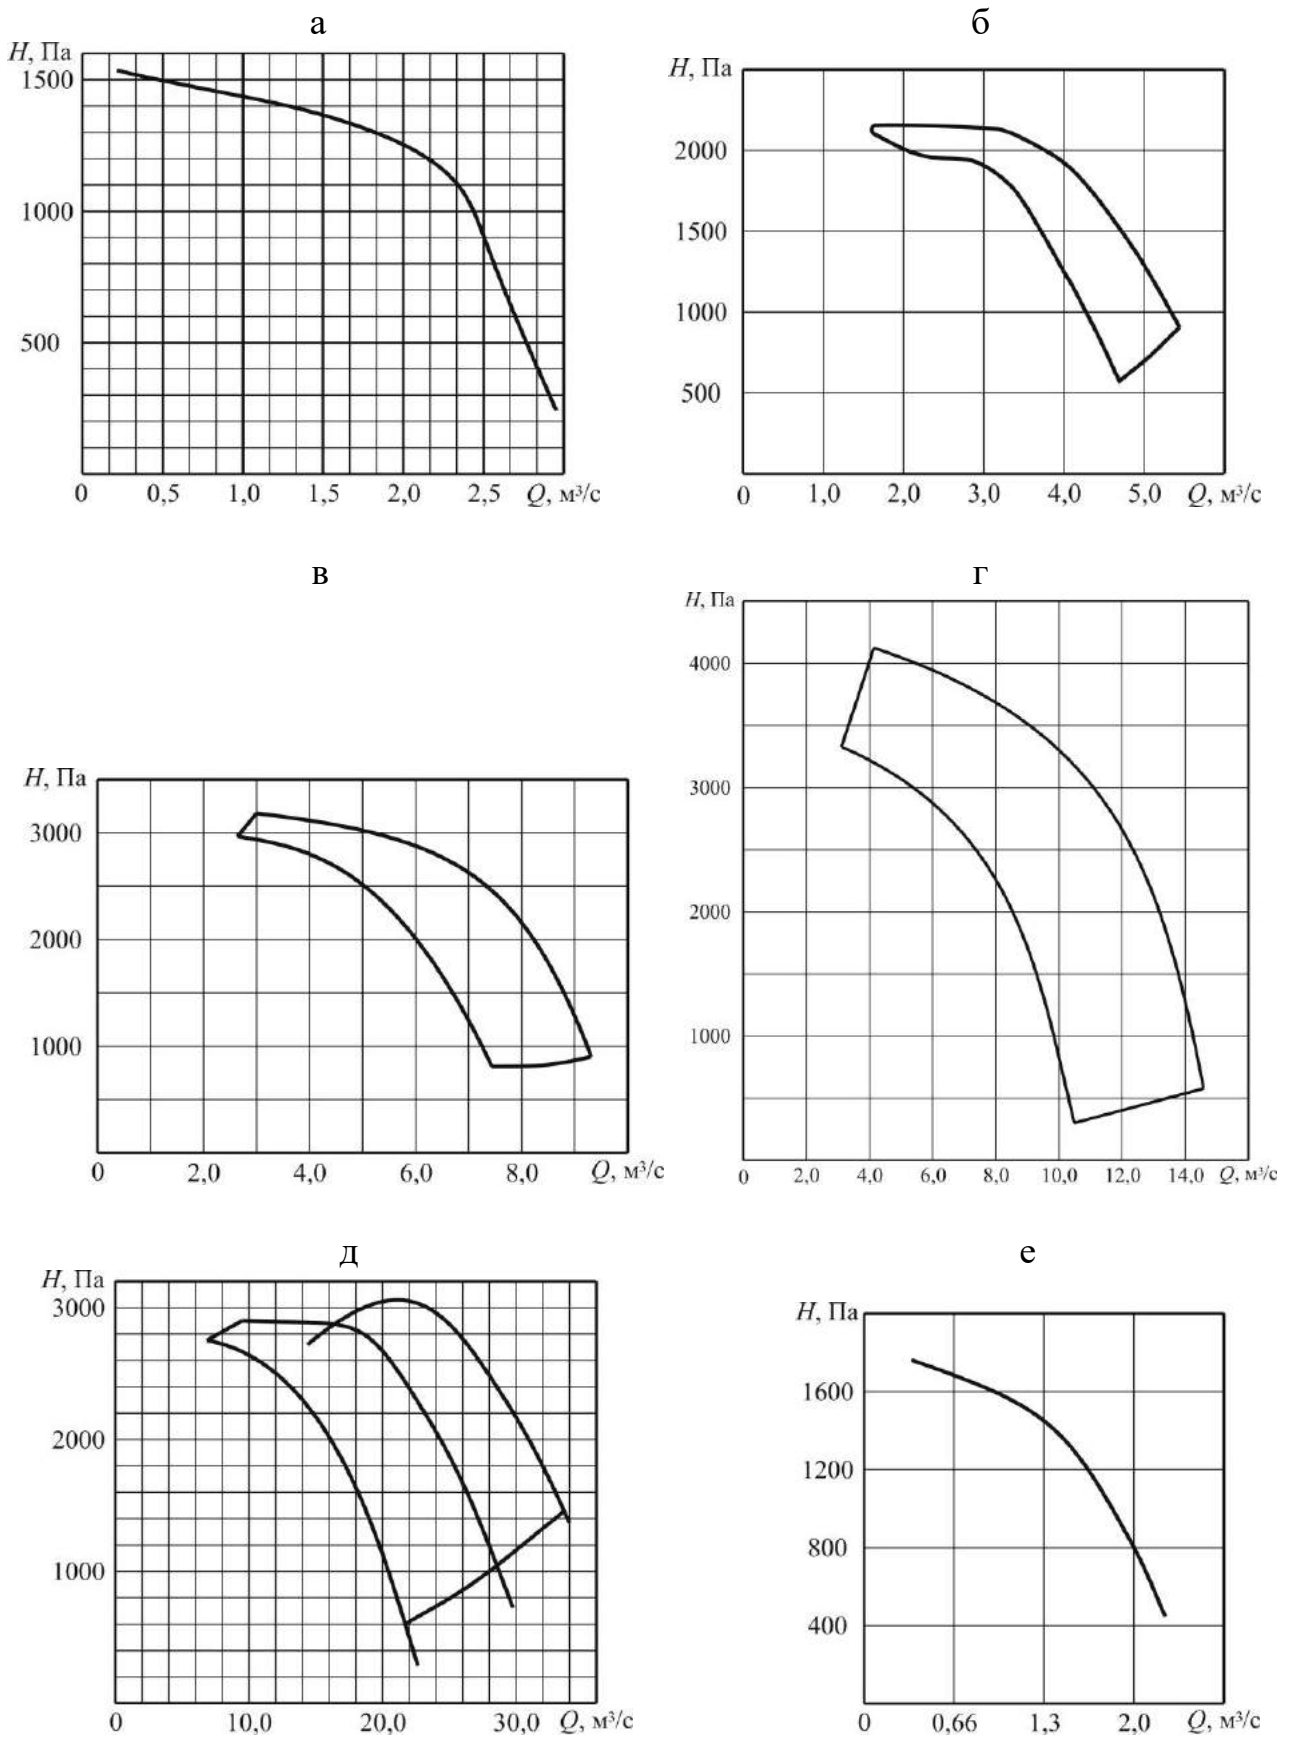 а
H, Па
1500
1000
500
0 0,5 1,0 1,5 2,0 2,5 Q, м³/с
б
H, Па
2000
1500
1000
500
0 1,0 2,0 3,0 4,0 5,0 Q, м³/с
в
H, Па
3000
2000
1000
0 2,0 4,0 6,0 8,0 Q, м³/с
г
H, Па
4000
3000
2000
1000
0 2,0 4,0 6,0 8,0 10,0 12,0 14,0 Q, м³/с
д
H, Па
3000
2000
1000
0 10,0 20,0 30,0 Q, м³/с
е
H, Па
1600
1200
800
400
0 0,66 1,3 2,0 Q, м³/с